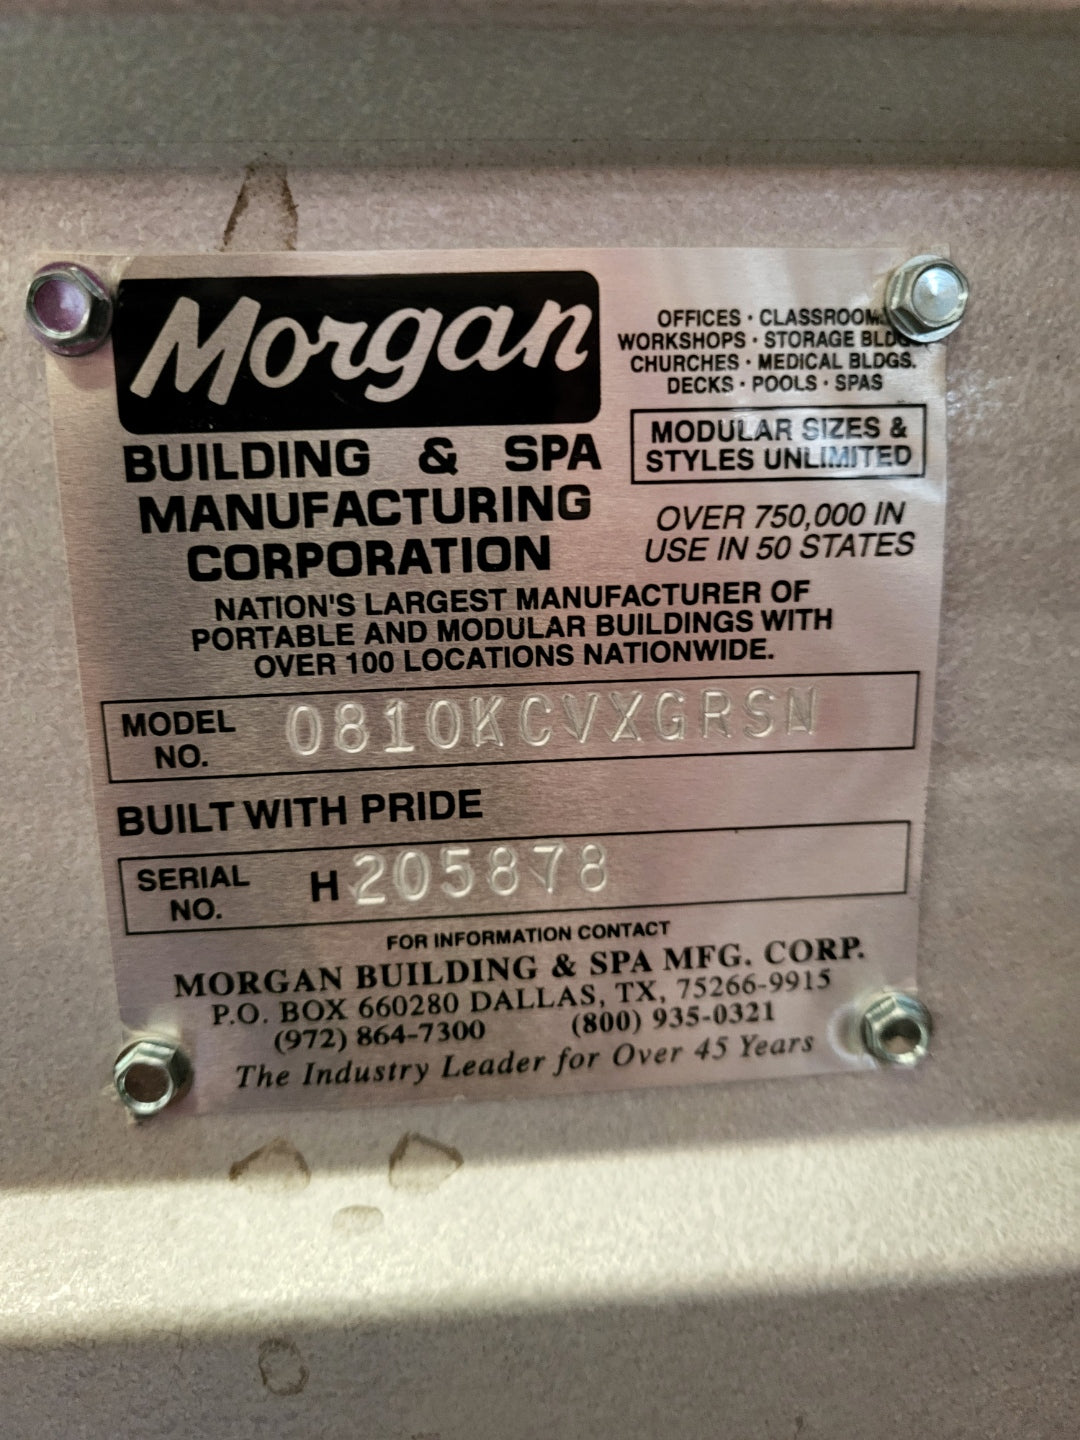 Morgan
BUILDING & SPA
MANUFACTURING
CORPORATION
OFFICES · CLASSROOMS
WORKSHOPS · STORAGE BLDGS.
CHURCHES · MEDICAL BLDGS.
DECKS · POOLS · SPAS
MODULAR SIZES &
STYLES UNLIMITED
OVER 750,000 IN
USE IN 50 STATES
NATION'S LARGEST MANUFACTURER OF
PORTABLE AND MODULAR BUILDINGS WITH
OVER 100 LOCATIONS NATIONWIDE.
MODEL NO. 0810KCVXGRSN
BUILT WITH PRIDE
SERIAL NO. H 205878
FOR INFORMATION CONTACT
MORGAN BUILDING & SPA MFG. CORP.
P.O. BOX 660280 DALLAS, TX, 75266-9915
(972) 864-7300 (800) 935-0321
The Industry Leader for Over 45 Years